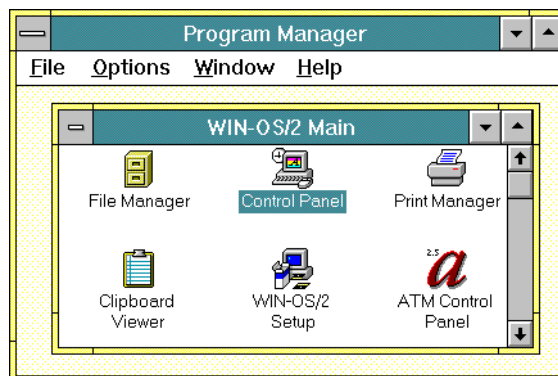 Program Manager
File Options Window Help
WIN-OS/2 Main
File Manager Control Panel Print Manager
2.5 a
Clipboard WIN-OS/2 ATM Control
Viewer Setup Panel